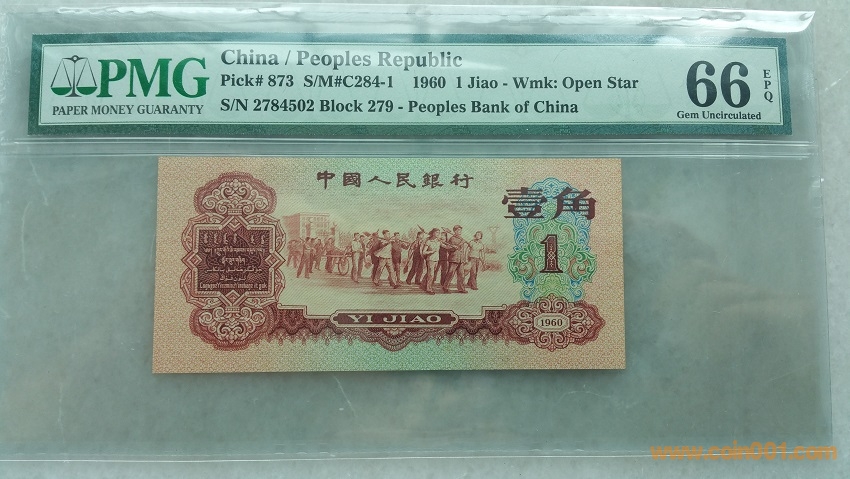 China / Peoples Republic
PMG
PAPER MONEY GUARANTY
Pick# 873 S/M#C284-1 1960 1 Jiao - Wmk: Open Star
S/N 2784502 Block 279 - Peoples Bank of China
66 EPQ
Gem Uncirculated
中國人民銀行
壹角
1
YI JIAO
1960
www.coin001.com